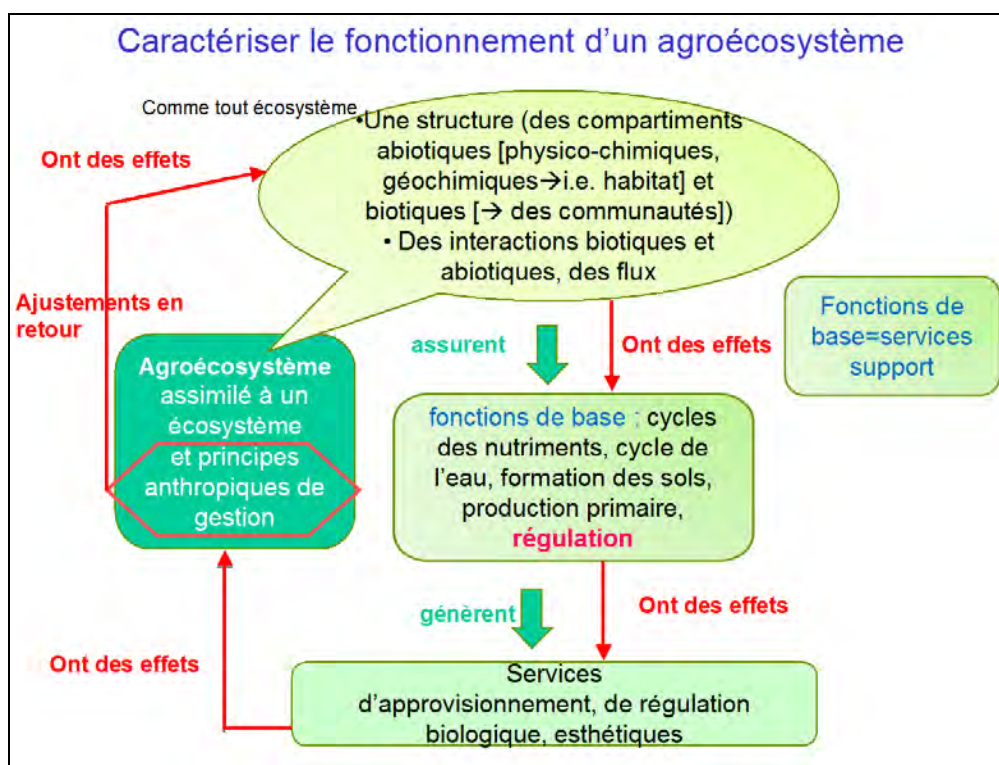 Caractériser le fonctionnement d'un agroécosystème
Comme tout écosystème
•Une structure (des compartiments
abiotiques [physico-chimiques,
géochimiques→i.e. habitat] et
biotiques [→ des communautés])
• Des interactions biotiques et
abiotiques, des flux
Ont des effets
Ajustements en
retour
Agroécosystème
assimilé à un
écosystème
et principes
anthropiques de
gestion
assurent
Ont des effets
Fonctions de
base=services
support
fonctions de base : cycles
des nutriments, cycle de
l'eau, formation des sols,
production primaire,
régulation
génèrent
Ont des effets
Ont des effets
Services
d'approvisionnement, de régulation
biologique, esthétiques